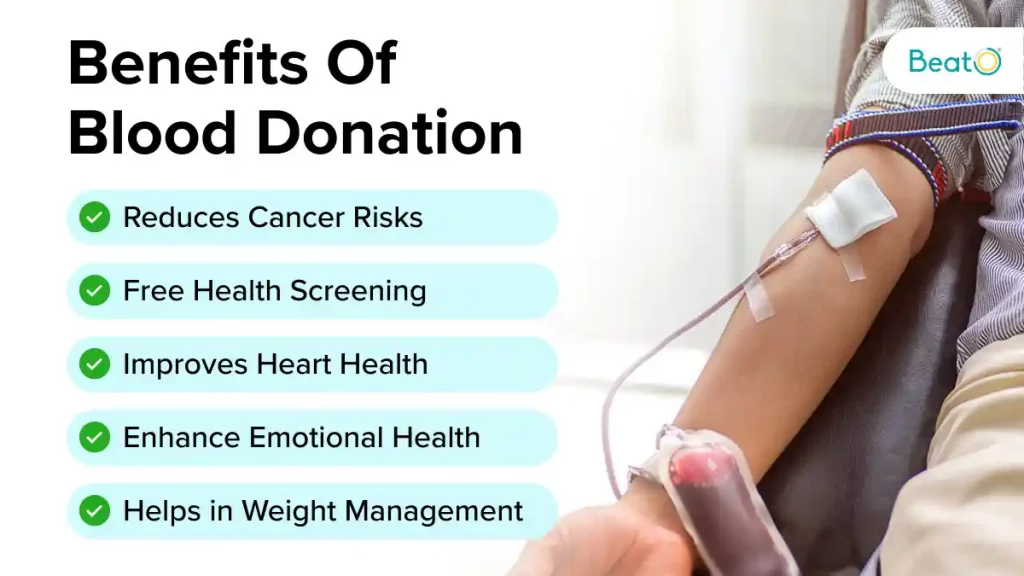 Benefits Of
Blood Donation
BeatO
Reduces Cancer Risks
Free Health Screening
Improves Heart Health
Enhance Emotional Health
Helps in Weight Management